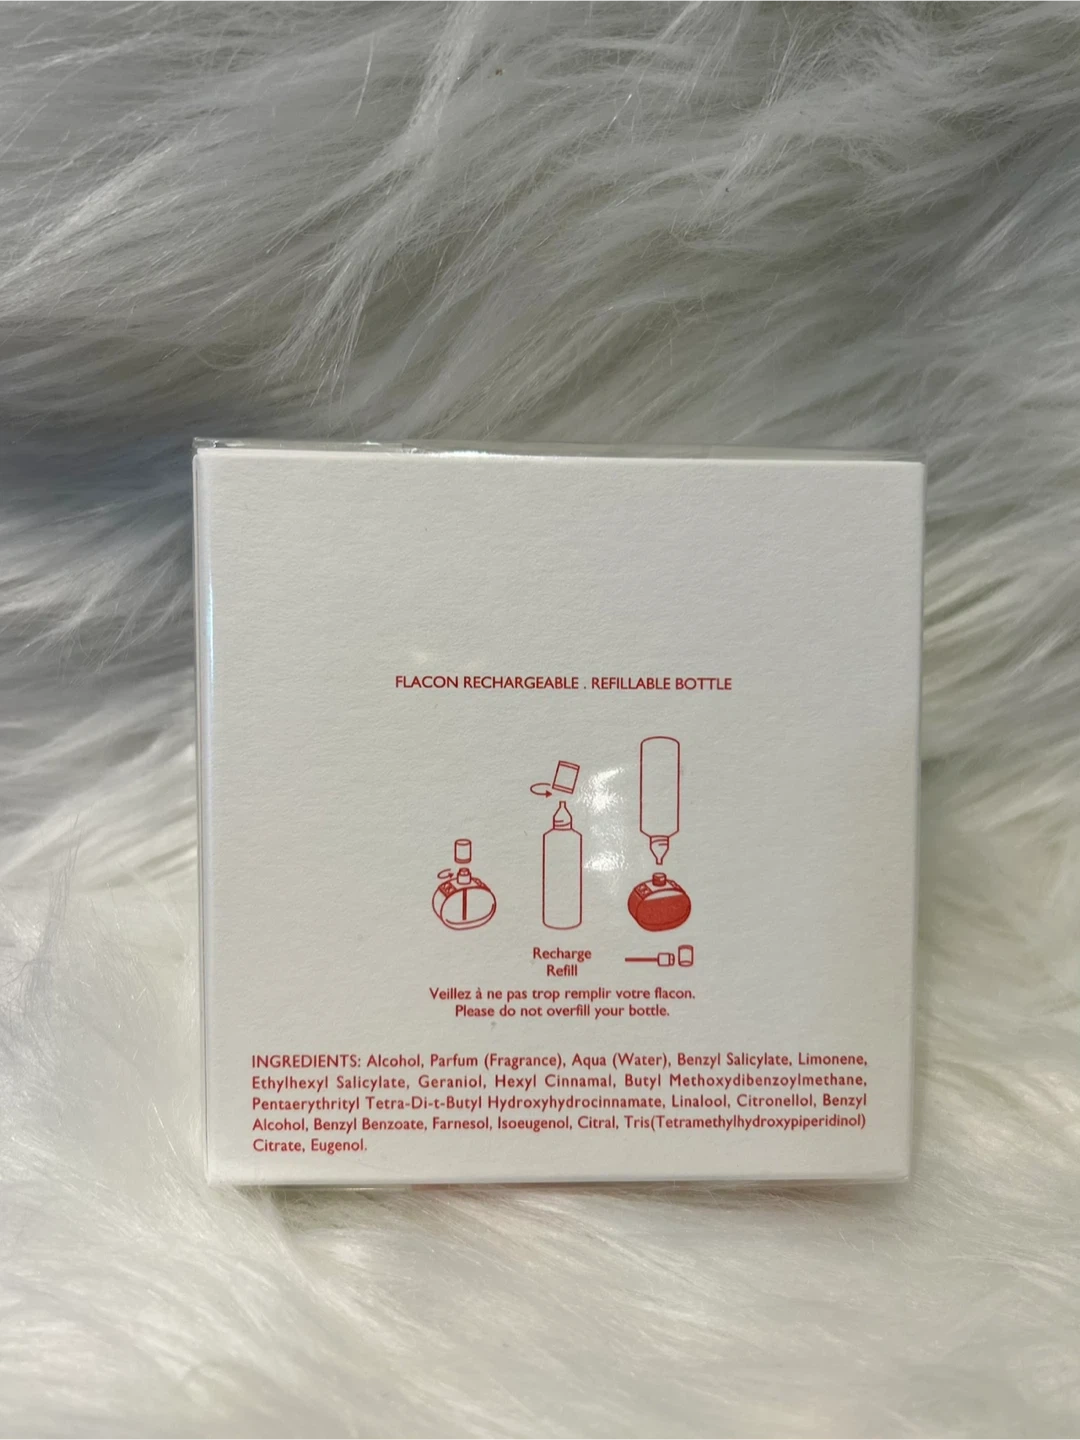 FLACON RECHARGEABLE . REFILLABLE BOTTLE
Recharge
Refill
Veillez à ne pas trop remplir votre flacon.
Please do not overfill your bottle.
INGREDIENTS: Alcohol, Parfum (Fragrance), Aqua (Water), Benzyl Salicylate, Limonene,
Ethylhexyl Salicylate, Geraniol, Hexyl Cinnamal, Butyl Methoxydibenzoylmethane,
Pentaerythrityl Tetra-Di-t-Butyl Hydroxyhydrocinnamate, Linalool, Citronellol, Benzyl
Alcohol, Benzyl Benzoate, Farnesol, Isoeugenol, Citral, Tris(Tetramethylhydroxypiperidinol)
Citrate, Eugenol.